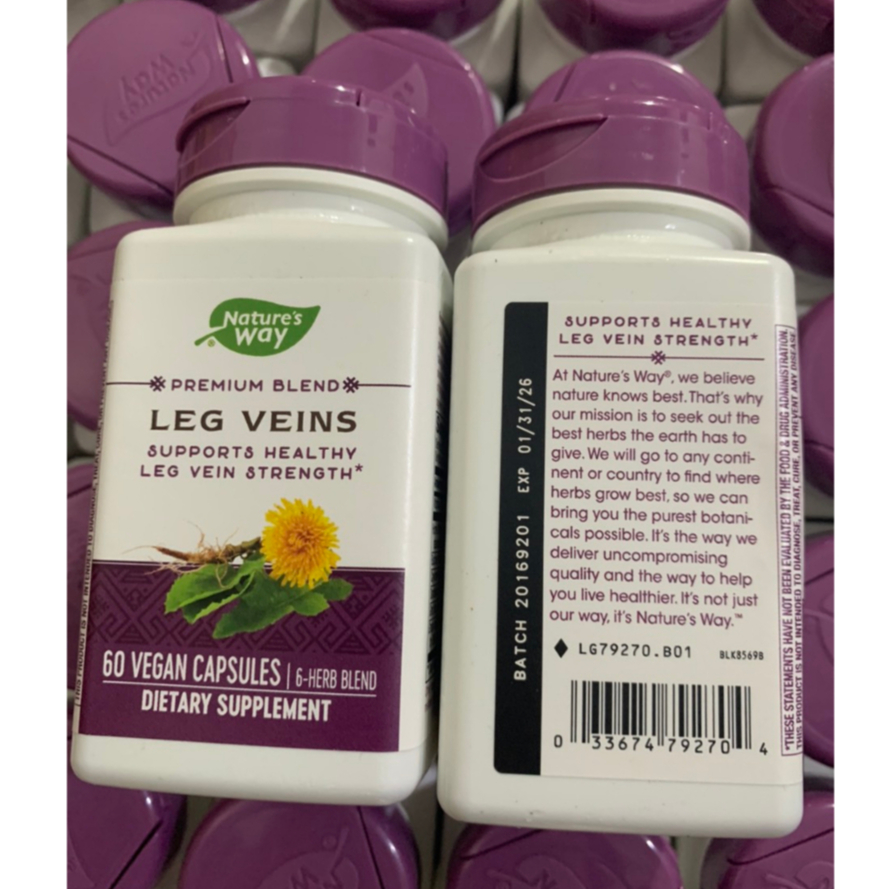 Nature's
Way
Nature's
way
PREMIUM BLEND
LEG VEINS
SUPPORTS HEALTHY
LEG VEIN STRENGTH*
60 VEGAN CAPSULES | 6-HERB BLEND
DIETARY SUPPLEMENT
SUPPORTS HEALTHY
LEG VEIN STRENGTH*
At Nature's Way®, we believe
nature knows best. That's why
our mission is to seek out the
best herbs the earth has to
give. We will go to any conti-
nent or country to find where
herbs grow best, so we can
bring you the purest botani-
cals possible. It's the way we
deliver uncompromising
quality and the way to help
you live healthier. It's not just
our way, it's Nature's Way.™
LG79270.B01 BLK8569B
0 33674 79270 4
BATCH 20169201 EXP 01/31/26
*THESE STATEMENTS HAVE NOT BEEN EVALUATED BY THE FOOD & DRUG ADMINISTRATION.
THIS PRODUCT IS NOT INTENDED TO DIAGNOSE, TREAT, CURE, OR PREVENT ANY DISEASE.